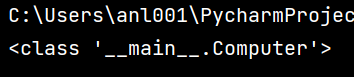 C:\Users\anl001\PycharmProjec
<class '__main__.Computer'>